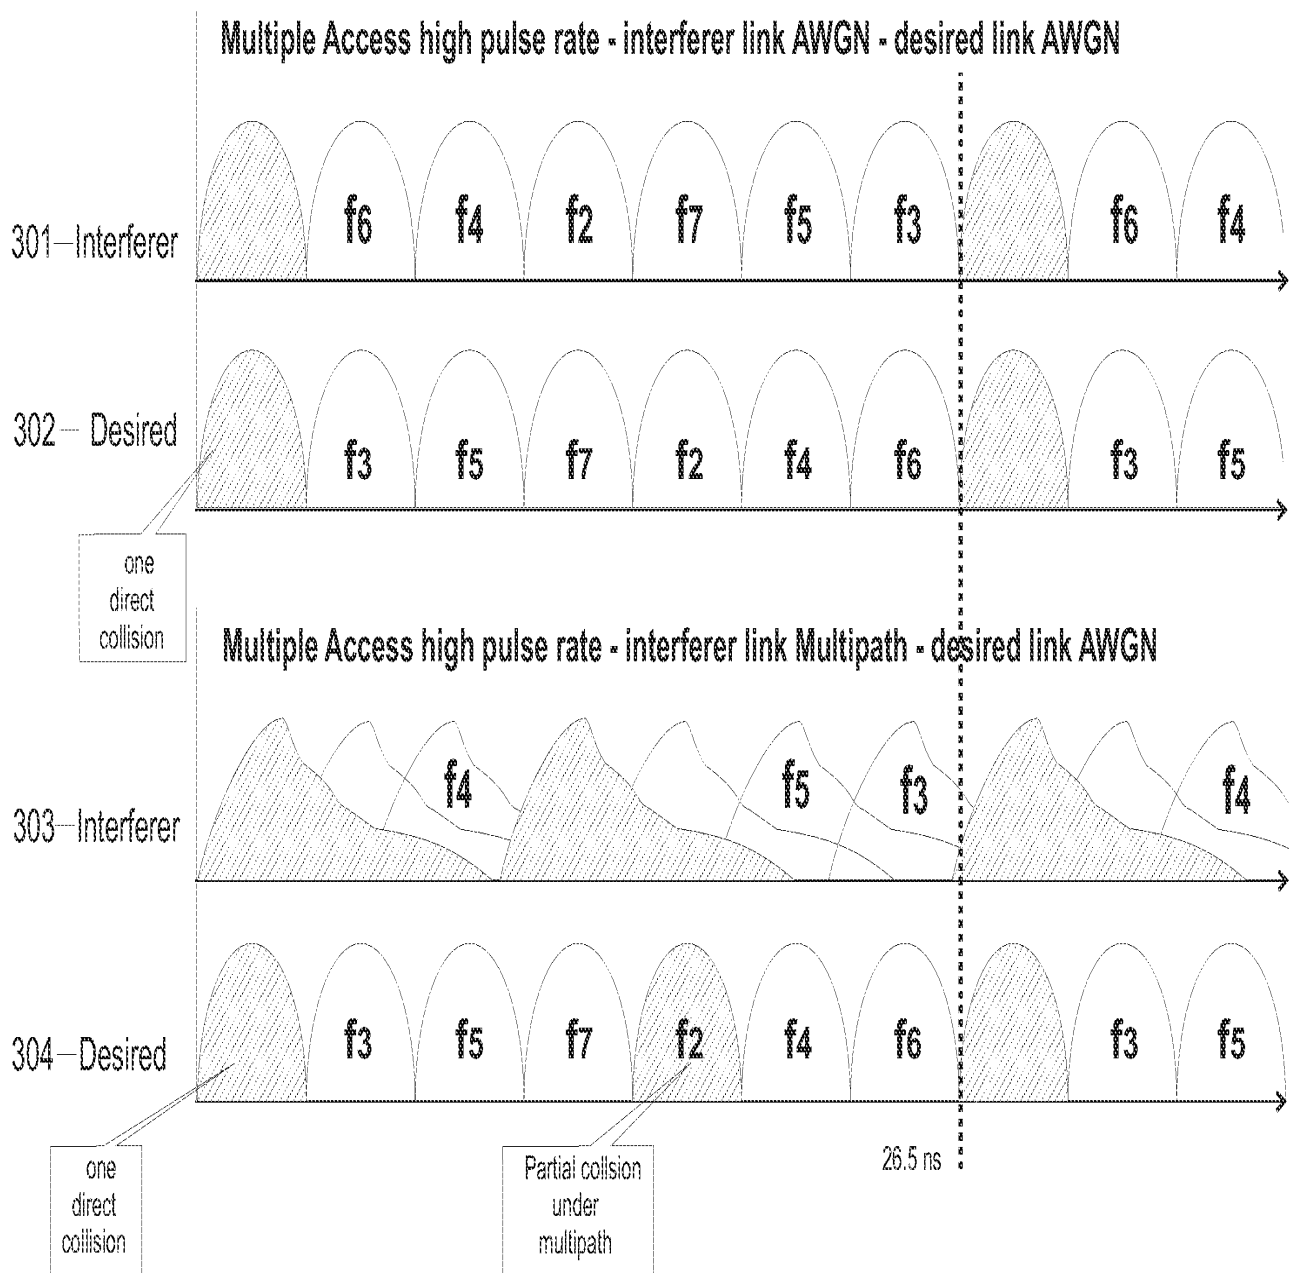 Multiple Access high pulse rate - interferer link AWGN - desired link AWGN
301 Interferer
f6 f4 f2 f7 f5 f3 f6 f4
302 Desired
f3 f5 f7 f2 f4 f6 f3 f5
one
direct
collision
Multiple Access high pulse rate - interferer link Multipath - desired link AWGN
303 Interferer
f4 f5 f3 f4
304 Desired
f3 f5 f7 f2 f4 f6 f3 f5
one
direct
collision
Partial collsion
under
multipath
26.5 ns